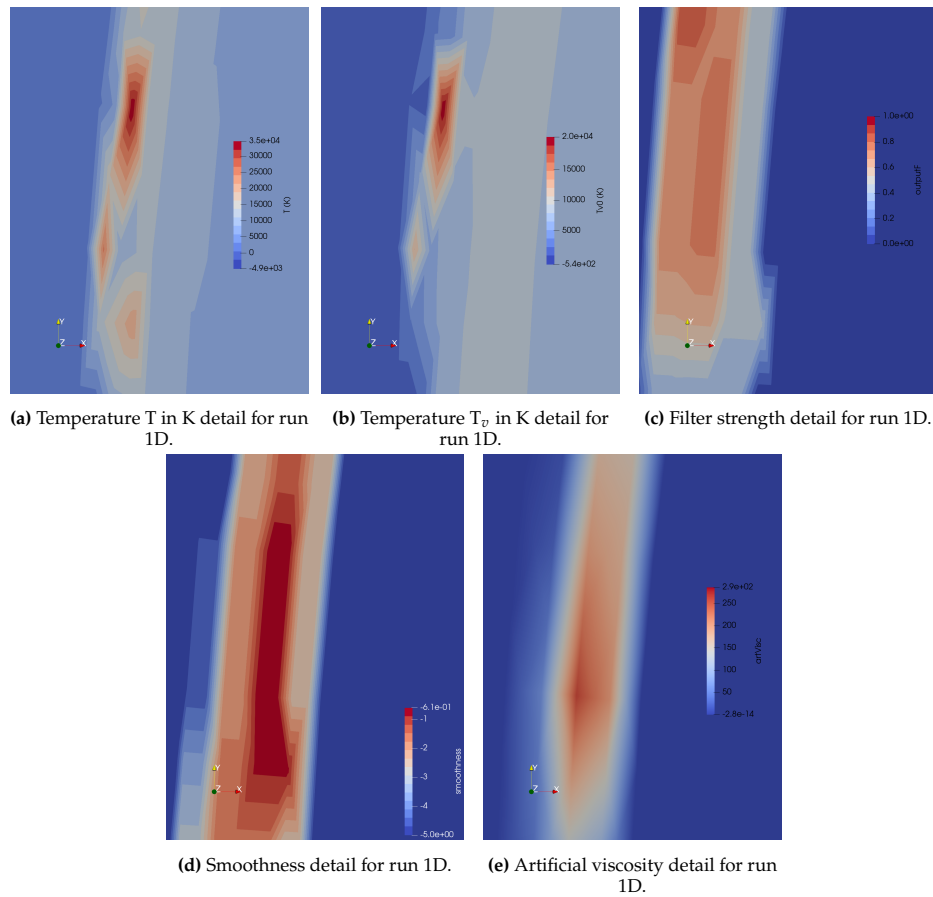 3.5e+04
30000
25000
20000
15000
10000
5000
0
-4.9e+03
T (K)
Y
Z
X
2.0e+04
15000
10000
5000
-5.4e+02
Tv0 (K)
Y
Z
X
1.0e+00
0.8
0.6
0.4
0.2
0.0e+00
outputF
Y
Z
X
(a) Temperature T in K detail for run
1D.
(b) Temperature Tᵥ in K detail for
run 1D.
(c) Filter strength detail for run 1D.
-6.1e-01
-1
-2
-3
-4
-5.0e+00
smoothness
Y
Z
X
2.9e+02
250
200
150
100
50
-2.8e-14
artVisc
Y
Z
X
(d) Smoothness detail for run 1D.
(e) Artificial viscosity detail for run
1D.